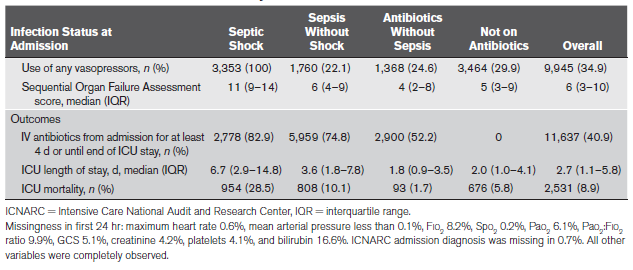 Infection Status at Admission Septic Shock Sepsis Without Shock Antibiotics Without Sepsis Not on Antibiotics Overall
Use of any vasopressors, n (%) 3,353 (100) 1,760 (22.1) 1,368 (24.6) 3,464 (29.9) 9,945 (34.9)
Sequential Organ Failure Assessment 11 (9–14) 6 (4–9) 4 (2–8) 5 (3–9) 6 (3–10)
score, median (IQR)
Outcomes
IV antibiotics from admission for at least 2,778 (82.9) 5,959 (74.8) 2,900 (52.2) 0 11,637 (40.9)
4 d or until end of ICU stay, n (%)
ICU length of stay, d, median (IQR) 6.7 (2.9–14.8) 3.6 (1.8–7.8) 1.8 (0.9–3.5) 2.0 (1.0–4.1) 2.7 (1.1–5.8)
ICU mortality, n (%) 954 (28.5) 808 (10.1) 93 (1.7) 676 (5.8) 2,531 (8.9)
ICNARC = Intensive Care National Audit and Research Center, IQR = interquartile range.
Missingness in first 24 hr: maximum heart rate 0.6%, mean arterial pressure less than 0.1%, Fio₂ 8.2%, Spo₂ 0.2%, Pao₂ 6.1%, Pao₂:Fio₂
ratio 9.9%, GCS 5.1%, creatinine 4.2%, platelets 4.1%, and bilirubin 16.6%. ICNARC admission diagnosis was missing in 0.7%. All other
variables were completely observed.